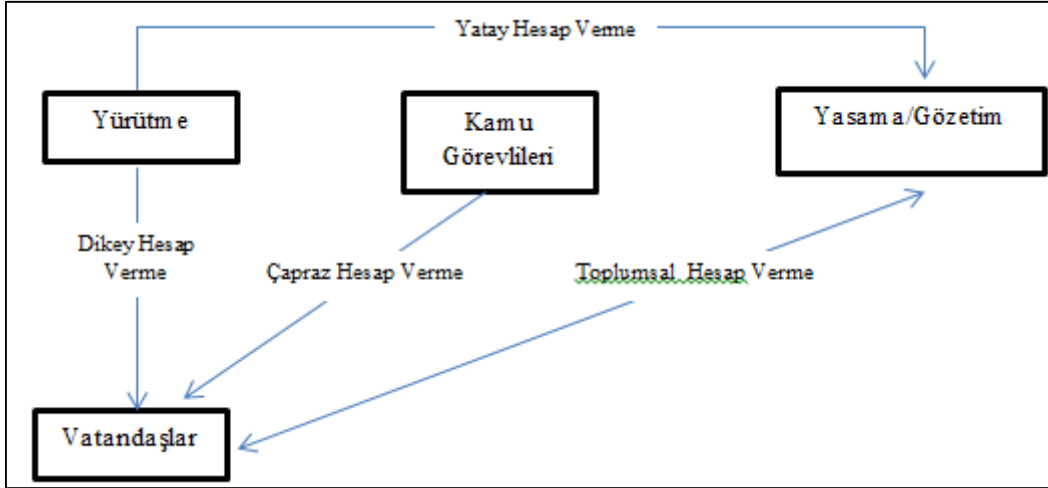 Yatay Hesap Verme
Yürütme
Kamu
Görevlileri
Yasama/Gözetim
Dikey Hesap
Verme
Çapraz Hesap Verme
Toplumsal Hesap Verme
Vatandaşlar